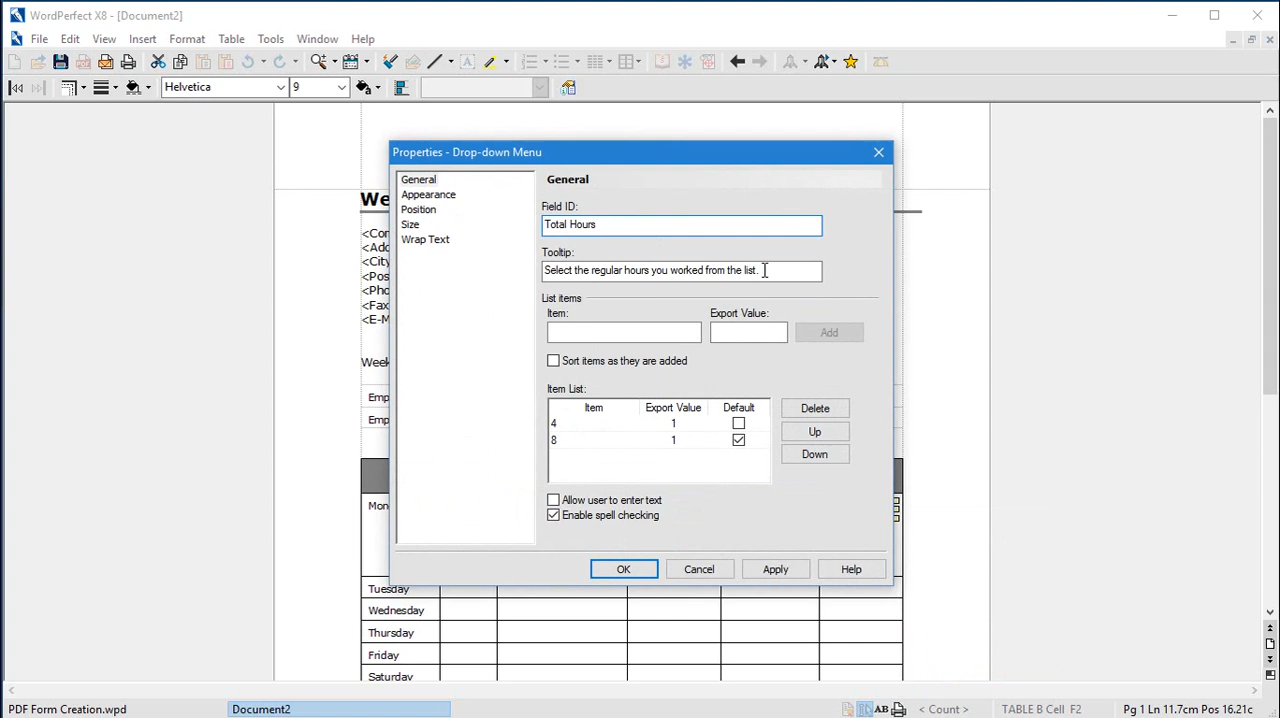 WordPerfect X8 - [Document2]
File Edit View Insert Format Table Tools Window Help
Helvetica 9
Properties - Drop-down Menu
General
Appearance
Position
Size
Wrap Text
General
Field ID:
Total Hours
Tooltip:
Select the regular hours you worked from the list.
List items
Item: Export Value:
Add
Sort items as they are added
Item List:
Item Export Value Default
4 1
8 1
Delete
Up
Down
Allow user to enter text
Enable spell checking
OK Cancel Apply Help
We
<Con
<Add
<City
<Pos
<Pho
<Fax
<E-M
Week
Emp
Emp
Mon
Tuesday
Wednesday
Thursday
Friday
Saturday
PDF Form Creation.wpd Document2 AB < Count > TABLE B Cell F2 Pg 1 Ln 11.7cm Pos 16.21c